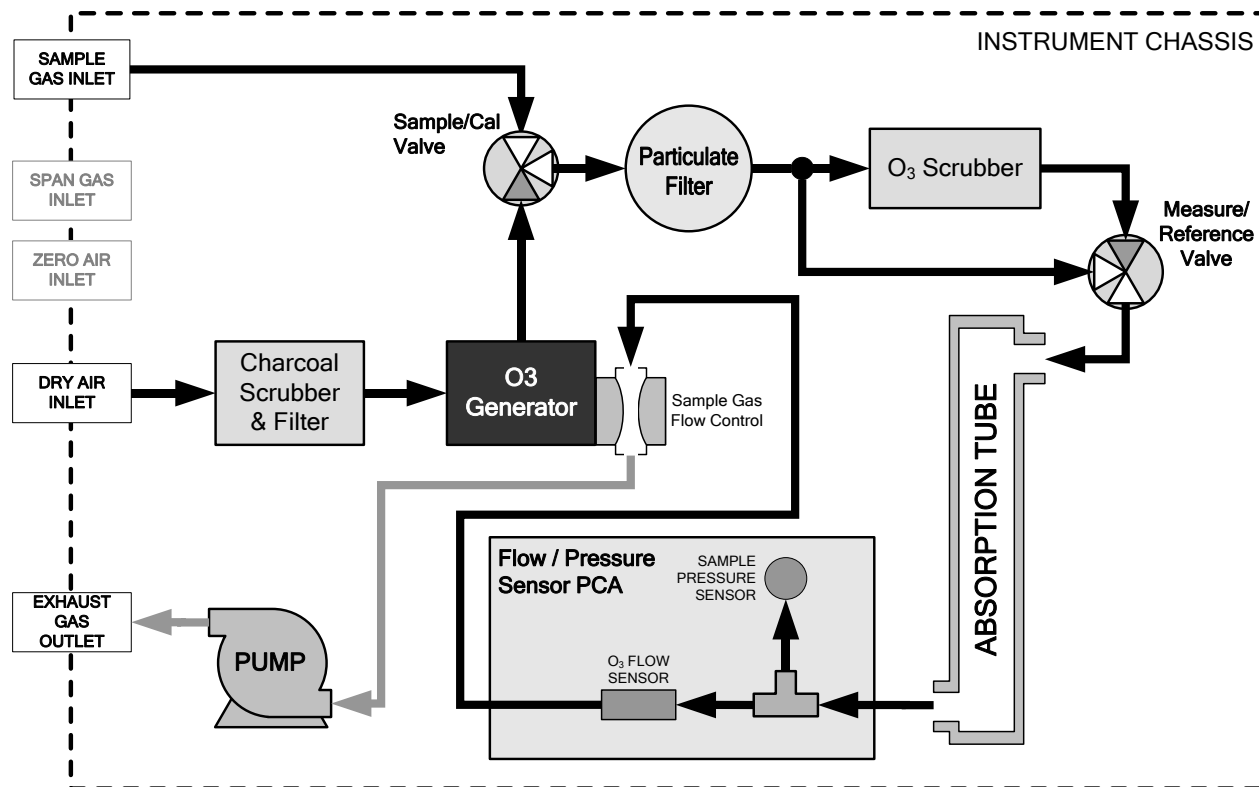 INSTRUMENT CHASSIS
SAMPLE
GAS INLET
Sample/Cal
Valve
Particulate
Filter
O₃ Scrubber
SPAN GAS
INLET
Measure/
Reference
Valve
ZERO AIR
INLET
DRY AIR
INLET
Charcoal
Scrubber
& Filter
O3
Generator
Sample Gas
Flow Control
ABSORPTION TUBE
Flow / Pressure
Sensor PCA
SAMPLE
PRESSURE
SENSOR
EXHAUST
GAS
OUTLET
PUMP
O₃ FLOW
SENSOR